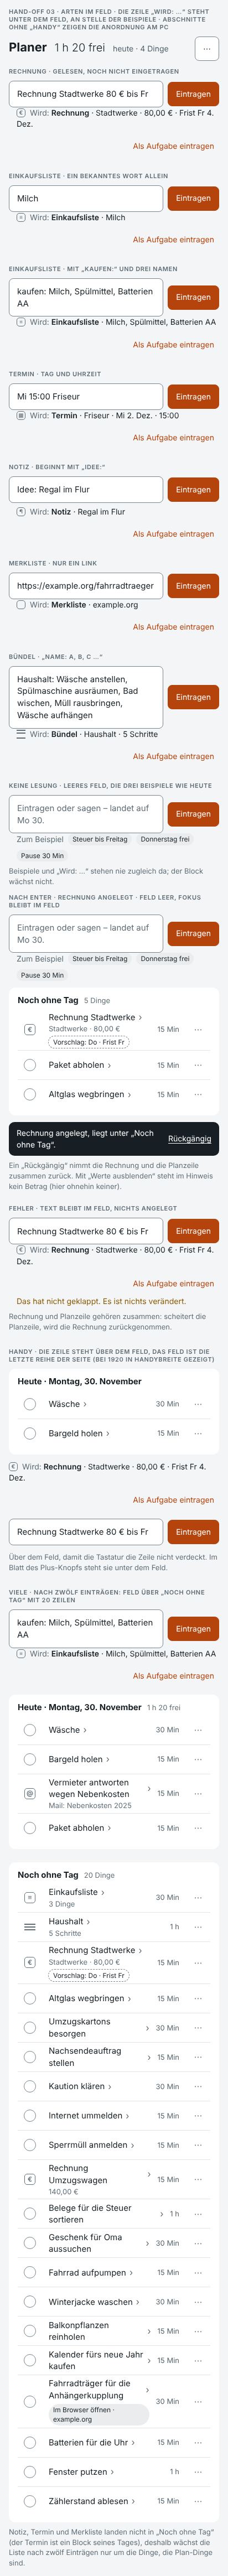 HAND-OFF 03 · ARTEN IM FELD · DIE ZEILE „WIRD: …“ STEHT
UNTER DEM FELD, AN STELLE DER BEISPIELE · ABSCHNITTE
OHNE „HANDY“ ZEIGEN DIE ANORDNUNG AM PC
Planer 1 h 20 frei heute · 4 Dinge ···
RECHNUNG · GELESEN, NOCH NICHT EINGETRAGEN
Rechnung Stadtwerke 80 € bis Fr Eintragen
€ Wird: Rechnung · Stadtwerke · 80,00 € · Frist Fr 4.
Dez.
Als Aufgabe eintragen
EINKAUFSLISTE · EIN BEKANNTES WORT ALLEIN
Milch Eintragen
Wird: Einkaufsliste · Milch
Als Aufgabe eintragen
EINKAUFSLISTE · MIT „KAUFEN:“ UND DREI NAMEN
kaufen: Milch, Spülmittel, Batterien
AA
Eintragen
Wird: Einkaufsliste · Milch, Spülmittel, Batterien AA
Als Aufgabe eintragen
TERMIN · TAG UND UHRZEIT
Mi 15:00 Friseur Eintragen
Wird: Termin · Friseur · Mi 2. Dez. · 15:00
Als Aufgabe eintragen
NOTIZ · BEGINNT MIT „IDEE:“
Idee: Regal im Flur Eintragen
¶ Wird: Notiz · Regal im Flur
Als Aufgabe eintragen
MERKLISTE · NUR EIN LINK
https://example.org/fahrradtraeger Eintragen
Wird: Merkliste · example.org
Als Aufgabe eintragen
BÜNDEL · „NAME: A, B, C …“
Haushalt: Wäsche anstellen,
Spülmaschine ausräumen, Bad
wischen, Müll rausbringen,
Wäsche aufhängen
Eintragen
Wird: Bündel · Haushalt · 5 Schritte
Als Aufgabe eintragen
KEINE LESUNG · LEERES FELD, DIE DREI BEISPIELE WIE HEUTE
Eintragen oder sagen – landet auf
Mo 30.
Eintragen
Zum Beispiel Steuer bis Freitag Donnerstag frei
Pause 30 Min
Beispiele und „Wird: …“ stehen nie zugleich da; der Block
wächst nicht.
NACH ENTER · RECHNUNG ANGELEGT · FELD LEER, FOKUS
BLEIBT IM FELD
Eintragen oder sagen – landet auf
Mo 30.
Eintragen
Zum Beispiel Steuer bis Freitag Donnerstag frei
Pause 30 Min
Noch ohne Tag 5 Dinge
€ Rechnung Stadtwerke › 15 Min ···
Stadtwerke · 80,00 €
Vorschlag: Do · Frist Fr
Paket abholen › 15 Min ···
Altglas wegbringen › 15 Min ···
Rechnung angelegt, liegt unter „Noch
ohne Tag“.
Rückgängig
Ein „Rückgängig“ nimmt die Rechnung und die Planzeile
zusammen zurück. Mit „Werte ausblenden“ steht im Hinweis
kein Betrag (hier ohnehin keiner).
FEHLER · TEXT BLEIBT IM FELD, NICHTS ANGELEGT
Rechnung Stadtwerke 80 € bis Fr Eintragen
€ Wird: Rechnung · Stadtwerke · 80,00 € · Frist Fr 4.
Dez.
Als Aufgabe eintragen
Das hat nicht geklappt. Es ist nichts verändert.
Rechnung und Planzeile gehören zusammen: scheitert die
Planzeile, wird die Rechnung zurückgenommen.
HANDY · DIE ZEILE STEHT ÜBER DEM FELD, DAS FELD IST DIE
LETZTE REIHE DER SEITE (BEI 1920 IN HANDYBREITE GEZEIGT)
Heute · Montag, 30. November
Wäsche › 30 Min ···
Bargeld holen › 15 Min ···
€ Wird: Rechnung · Stadtwerke · 80,00 € · Frist Fr 4.
Dez.
Als Aufgabe eintragen
Rechnung Stadtwerke 80 € bis Fr Eintragen
Über dem Feld, damit die Tastatur die Zeile nicht verdeckt. Im
Blatt des Plus-Knopfs steht sie unter dem Feld.
VIELE · NACH ZWÖLF EINTRÄGEN: FELD ÜBER „NOCH OHNE
TAG“ MIT 20 ZEILEN
kaufen: Milch, Spülmittel, Batterien
AA
Eintragen
Wird: Einkaufsliste · Milch, Spülmittel, Batterien AA
Als Aufgabe eintragen
Heute · Montag, 30. November 1 h 20 frei
Wäsche › 30 Min ···
Bargeld holen › 15 Min ···
Vermieter antworten
wegen Nebenkosten › 15 Min ···
Mail: Nebenkosten 2025
Paket abholen › 15 Min ···
Noch ohne Tag 20 Dinge
Einkaufsliste › 30 Min ···
3 Dinge
Haushalt › 1 h ···
5 Schritte
€ Rechnung Stadtwerke › 15 Min ···
Stadtwerke · 80,00 €
Vorschlag: Do · Frist Fr
Altglas wegbringen › 15 Min ···
Umzugskartons
besorgen › 30 Min ···
Nachsendeauftrag
stellen › 15 Min ···
Kaution klären › 30 Min ···
Internet ummelden › 15 Min ···
Sperrmüll anmelden › 15 Min ···
€ Rechnung
Umzugswagen › 15 Min ···
140,00 €
Belege für die Steuer
sortieren › 1 h ···
Geschenk für Oma
aussuchen › 30 Min ···
Fahrrad aufpumpen › 15 Min ···
Winterjacke waschen › 30 Min ···
Balkonpflanzen
reinholen › 15 Min ···
Kalender fürs neue Jahr
kaufen › 15 Min ···
Fahrradträger für die
Anhängerkupplung › 30 Min ···
Im Browser öffnen ·
example.org
Batterien für die Uhr › 15 Min ···
Fenster putzen › 1 h ···
Zählerstand ablesen › 15 Min ···
Notiz, Termin und Merkliste landen nicht in „Noch ohne Tag“
(der Termin ist ein Block seines Tages), deshalb wächst die
Liste nach zwölf Einträgen nur um die Dinge, die Plan-Dinge
sind.